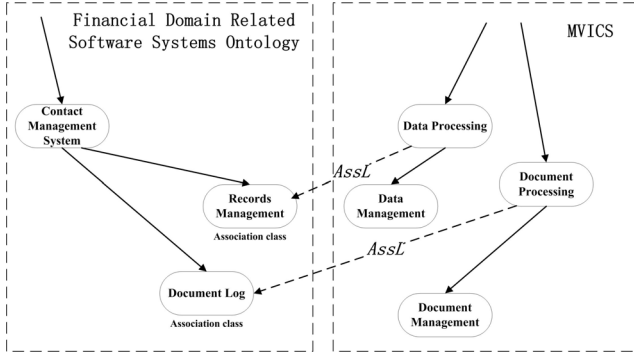 Financial Domain Related
Software Systems Ontology
MVICS
Contact
Management
System
Data Processing
AssL
Records
Management
Association class
Data
Management
Document
Processing
AssL
Document Log
Association class
Document
Management